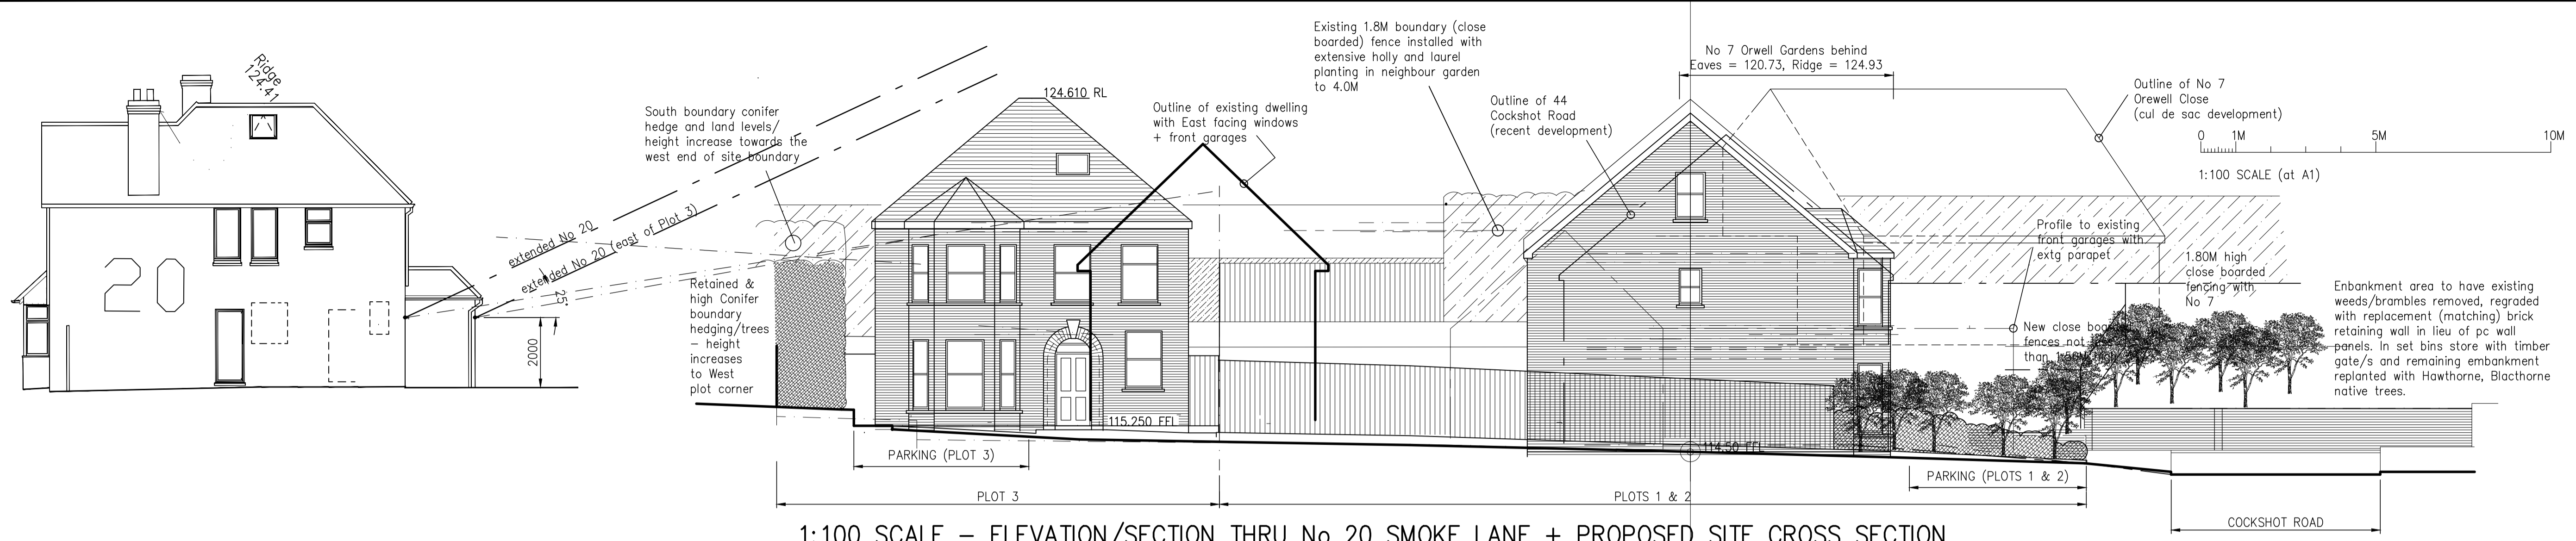 Ridge
124.41
20
South boundary conifer
hedge and land levels/
height increase towards the
west end of site boundary
extended No 20
extended No 20 (east of Plot 3)
25°
2000
Retained &
high Conifer
boundary
hedging/trees
– height
increases
to West
plot corner
124.610 RL
Outline of existing dwelling
with East facing windows
+ front garages
Existing 1.8M boundary (close
boarded) fence installed with
extensive holly and laurel
planting in neighbour garden
to 4.0M
Outline of 44
Cockshot Road
(recent development)
No 7 Orwell Gardens behind
Eaves = 120.73, Ridge = 124.93
Outline of No 7
Orewell Close
(cul de sac development)
0 1M 5M 10M
1:100 SCALE (at A1)
Profile to existing
front garages with
extg parapet
1.80M high
close boarded
fencing with
No 7
New close
fences not
than
Enbankment area to have existing
weeds/brambles removed, regraded
with replacement (matching) brick
retaining wall in lieu of pc wall
panels. In set bins store with timber
gate/s and remaining embankment
replanted with Hawthorne, Blacthorne
native trees.
115.250 FFL
114.50 FFL
PARKING (PLOT 3)
PARKING (PLOTS 1 & 2)
PLOT 3
PLOTS 1 & 2
COCKSHOT ROAD
1:100 SCALE – ELEVATION/SECTION THRU No 20 SMOKE LANE + PROPOSED SITE CROSS SECTION